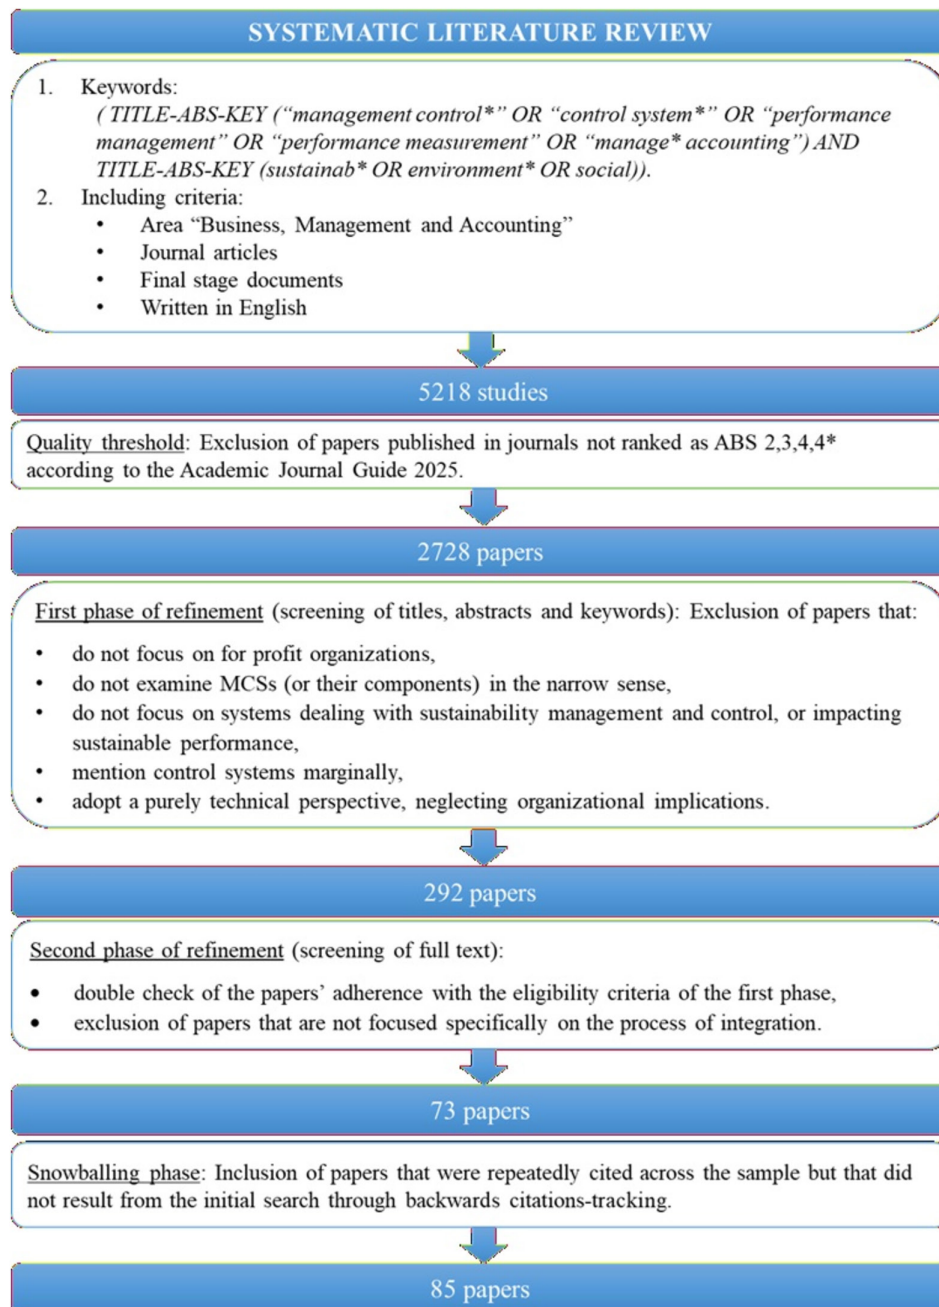 SYSTEMATIC LITERATURE REVIEW
1. Keywords:
( TITLE-ABS-KEY (“management control*” OR “control system*” OR “performance
management” OR “performance measurement” OR “manage* accounting”) AND
TITLE-ABS-KEY (sustainab* OR environment* OR social)).
2. Including criteria:
• Area “Business, Management and Accounting”
• Journal articles
• Final stage documents
• Written in English
5218 studies
Quality threshold: Exclusion of papers published in journals not ranked as ABS 2,3,4,4*
according to the Academic Journal Guide 2025.
2728 papers
First phase of refinement (screening of titles, abstracts and keywords): Exclusion of papers that:
• do not focus on for profit organizations,
• do not examine MCSs (or their components) in the narrow sense,
• do not focus on systems dealing with sustainability management and control, or impacting
sustainable performance,
• mention control systems marginally,
• adopt a purely technical perspective, neglecting organizational implications.
292 papers
Second phase of refinement (screening of full text):
• double check of the papers’ adherence with the eligibility criteria of the first phase,
• exclusion of papers that are not focused specifically on the process of integration.
73 papers
Snowballing phase: Inclusion of papers that were repeatedly cited across the sample but that did
not result from the initial search through backwards citations-tracking.
85 papers